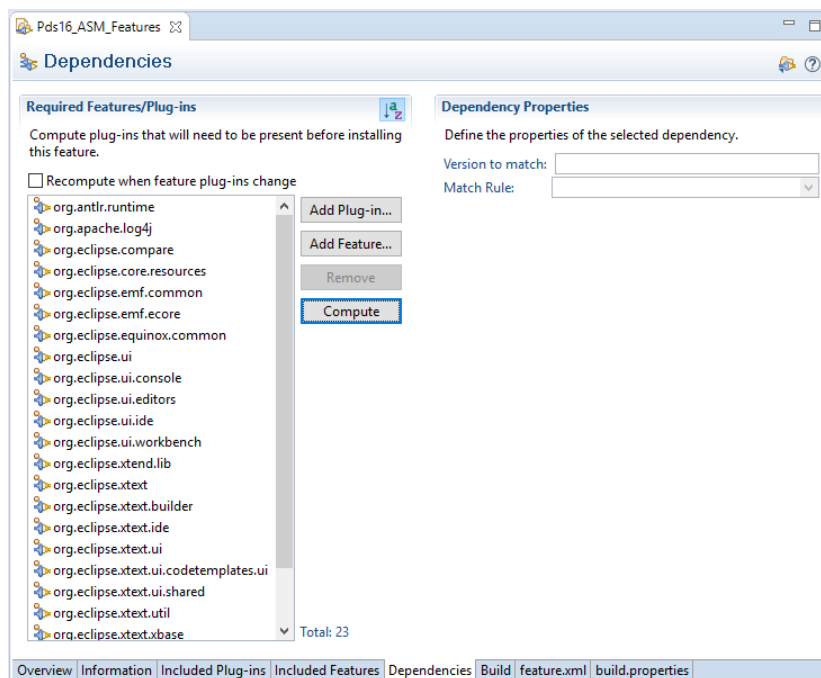 Pds16_ASM_Features
Dependencies
Required Features/Plug-ins
Compute plug-ins that will need to be present before installing
this feature.
Recompute when feature plug-ins change
org.antlr.runtime
org.apache.log4j
org.eclipse.compare
org.eclipse.core.resources
org.eclipse.emf.common
org.eclipse.emf.ecore
org.eclipse.equinox.common
org.eclipse.ui
org.eclipse.ui.console
org.eclipse.ui.editors
org.eclipse.ui.ide
org.eclipse.ui.workbench
org.eclipse.xtend.lib
org.eclipse.xtext
org.eclipse.xtext.builder
org.eclipse.xtext.ide
org.eclipse.xtext.ui
org.eclipse.xtext.ui.codetemplates.ui
org.eclipse.xtext.ui.shared
org.eclipse.xtext.util
org.eclipse.xtext.xbase
Add Plug-in...
Add Feature...
Remove
Compute
Total: 23
Dependency Properties
Define the properties of the selected dependency.
Version to match:
Match Rule:
Overview Information Included Plug-ins Included Features Dependencies Build feature.xml build.properties